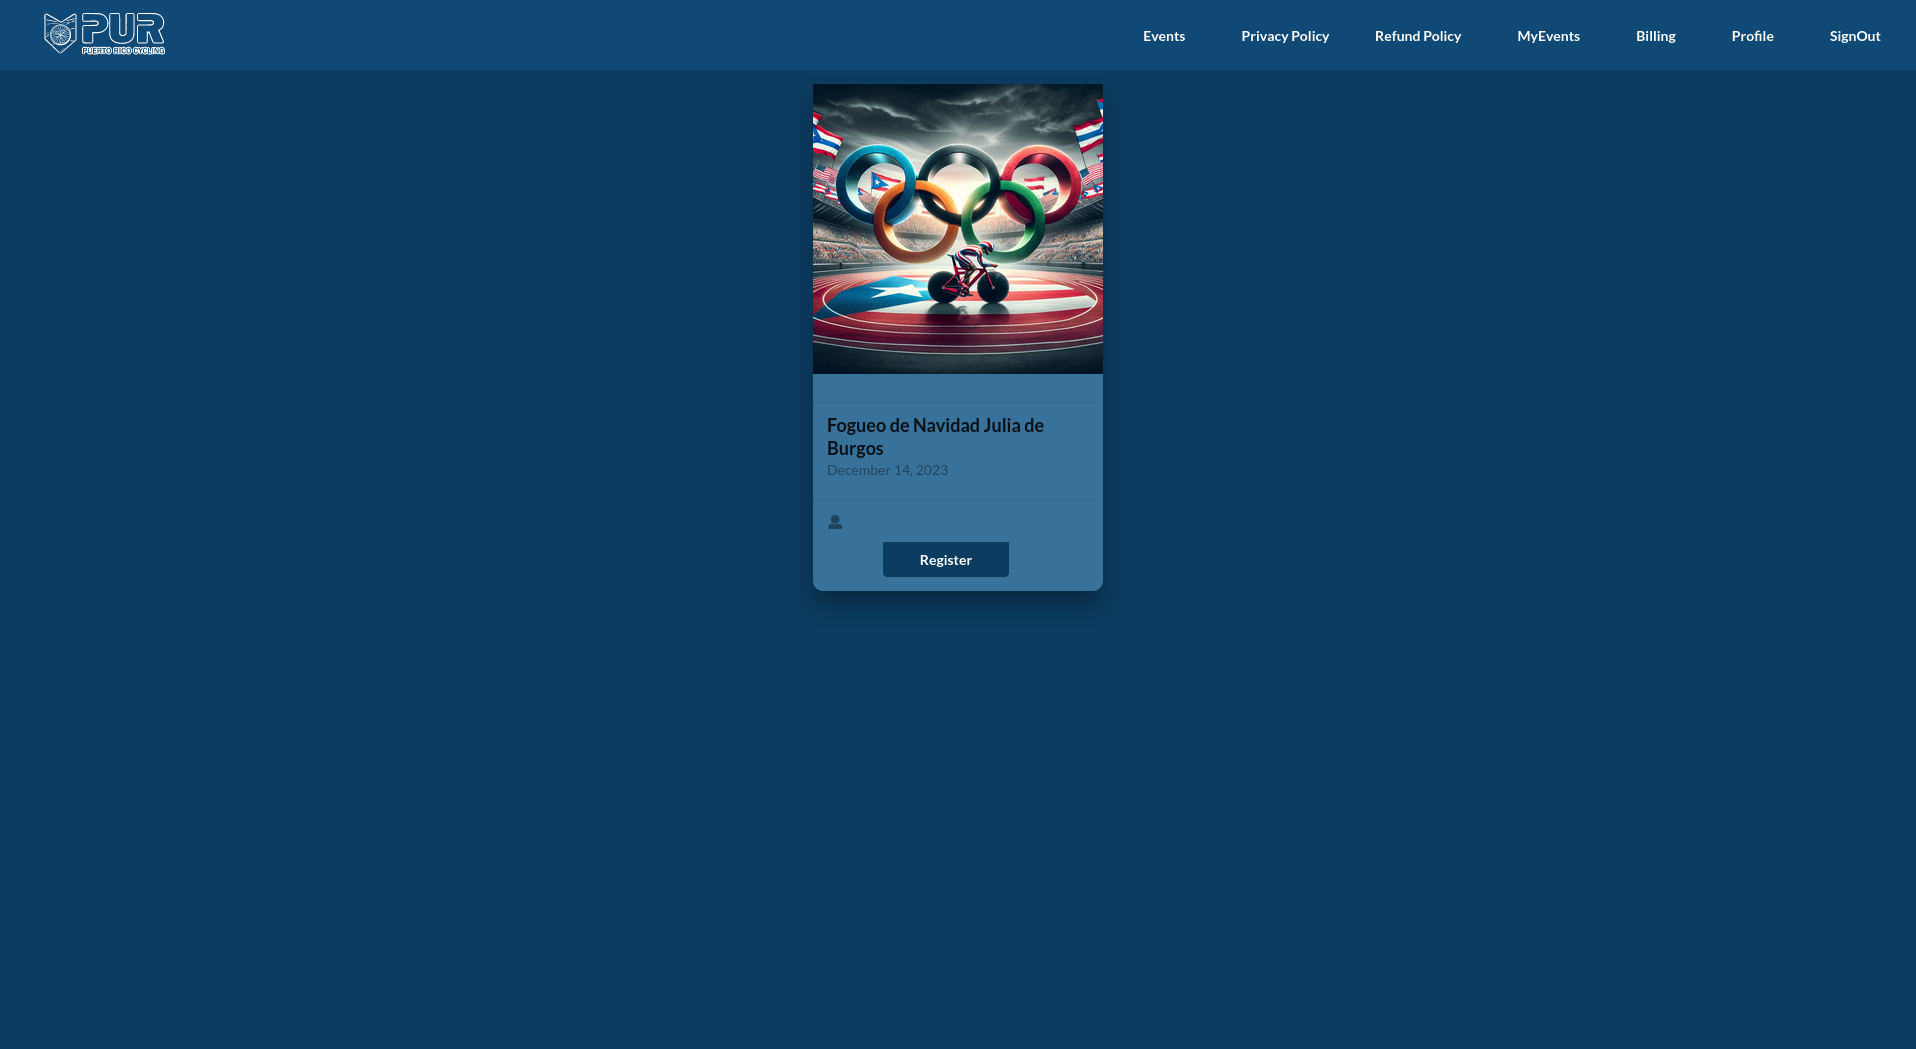 PUR
PUERTO RICO CYCLING
Events
Privacy Policy
Refund Policy
MyEvents
Billing
Profile
SignOut
Fogueo de Navidad Julia de
Burgos
December 14, 2023
Register